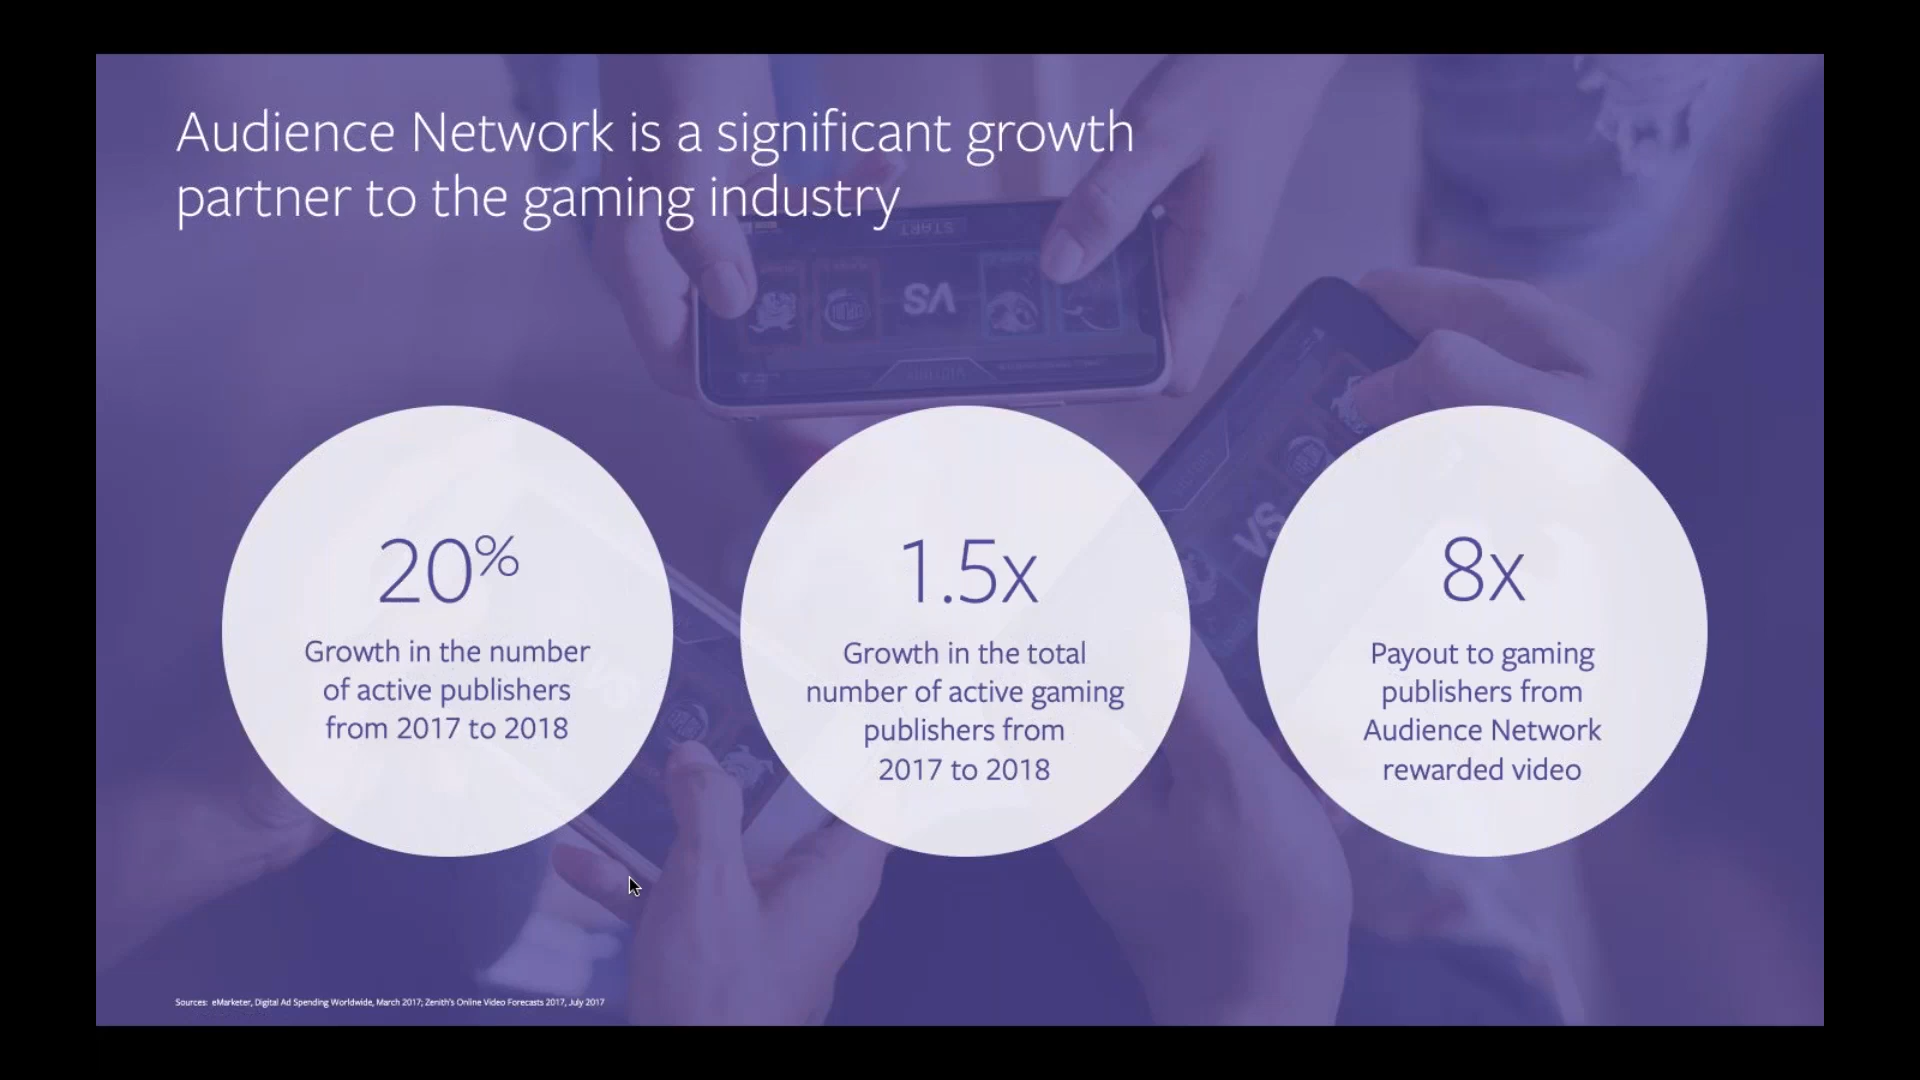 Audience Network is a significant growth
partner to the gaming industry
START
VS
VS
20%
Growth in the number
of active publishers
from 2017 to 2018
1.5x
Growth in the total
number of active gaming
publishers from
2017 to 2018
8x
Payout to gaming
publishers from
Audience Network
rewarded video
Sources: eMarketer, Digital Ad Spending Worldwide, March 2017; Zenith's Online Video Forecasts 2017, July 2017